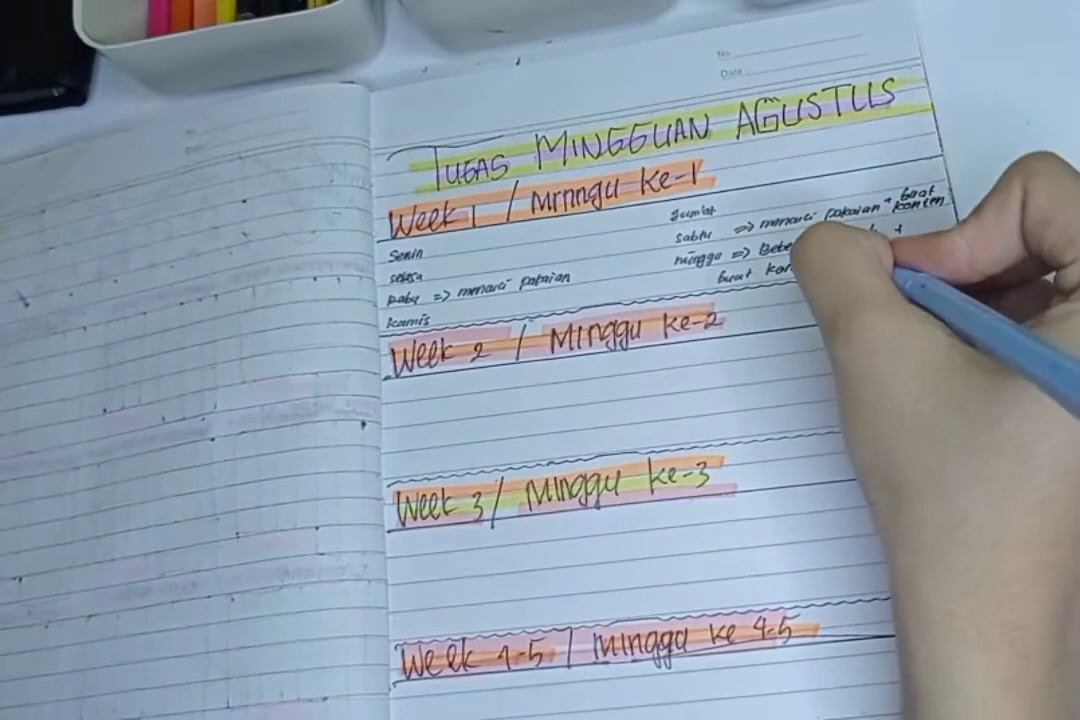 No
Date:
TUGAS MINGGUAN AGUSTUS
Week 1 / Minggu Ke-1
Senin
selasa
Rabu => mencuci pakaian
kamis
Jumlat
sabtu => mencuci pakaian + buat konten
minggu => Bebe
buat kon
Week 2 / Minggu Ke-2
Week 3 / Minggu Ke-3
Week 4-5 / Minggu Ke 4-5